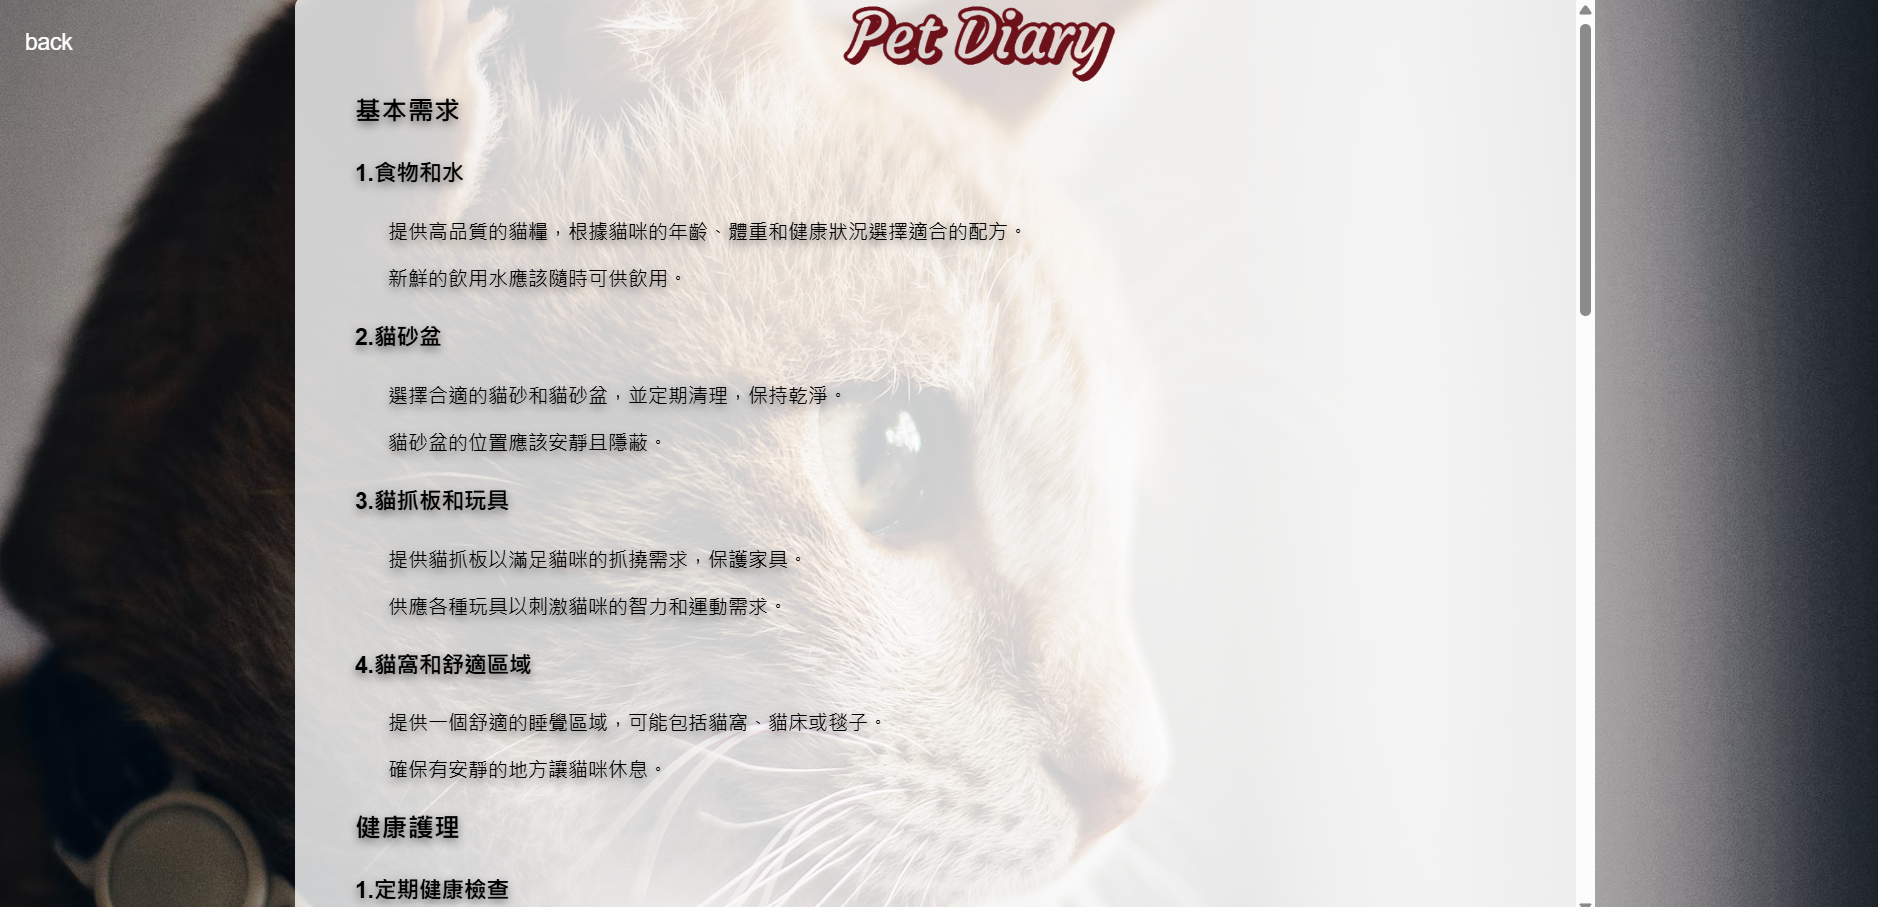 back
Pet Diary
基本需求
1.食物和水
提供高品質的貓糧，根據貓咪的年齡、體重和健康狀況選擇適合的配方。
新鮮的飲用水應該隨時可供飲用。
2.貓砂盆
選擇合適的貓砂和貓砂盆，並定期清理，保持乾淨。
貓砂盆的位置應該安靜且隱蔽。
3.貓抓板和玩具
提供貓抓板以滿足貓咪的抓撓需求，保護家具。
供應各種玩具以刺激貓咪的智力和運動需求。
4.貓窩和舒適區域
提供一個舒適的睡覺區域，可能包括貓窩、貓床或毯子。
確保有安靜的地方讓貓咪休息。
健康護理
1.定期健康檢查